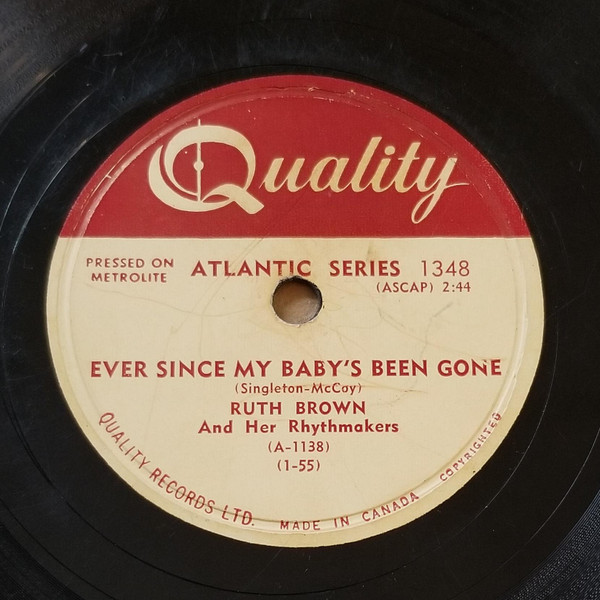 Quality
PRESSED ON
METROLITE
ATLANTIC SERIES 1348
(ASCAP) 2:44
EVER SINCE MY BABY'S BEEN GONE
(Singleton-McCoy)
RUTH BROWN
And Her Rhythmakers
(A-1138)
(1-55)
QUALITY RECORDS LTD. MADE IN CANADA COPYRIGHTED